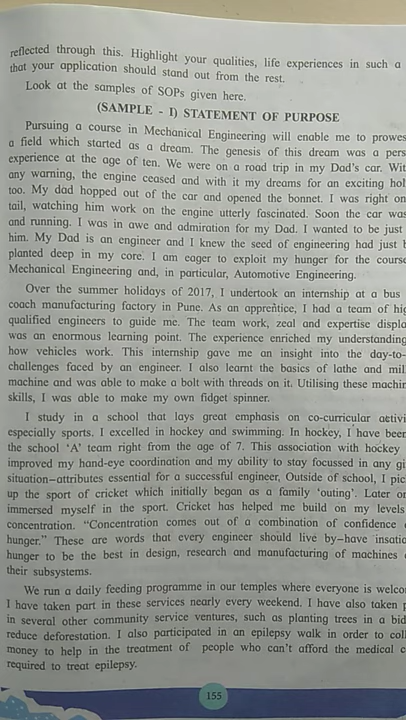 reflected through this. Highlight your qualities, life experiences in such a
that your application should stand out from the rest.
Look at the samples of SOPs given here.
(SAMPLE - I) STATEMENT OF PURPOSE
Pursuing a course in Mechanical Engineering will enable me to
a field which started as a dream. The genesis of this dream was a
experience at the age of ten. We were on a road trip in my Dad's car.
any warning, the engine ceased and with it my dreams for an exciting
too. My dad hopped out of the car and opened the bonnet. I was right on
tail, watching him work on the engine utterly fascinated. Soon the car was
and running. I was in awe and admiration for my Dad. I wanted to be just
him. My Dad is an engineer and I knew the seed of engineering had just
planted deep in my core. I am eager to exploit my hunger for the course
Mechanical Engineering and, in particular, Automotive Engineering.
Over the summer holidays of 2017, I undertook an internship at a bus
coach manufacturing factory in Pune. As an apprentice, I had a team of
qualified engineers to guide me. The team work, zeal and expertise
was an enormous learning point. The experience enriched my understanding
how vehicles work. This internship gave me an insight into the day-to-
challenges faced by an engineer. I also learnt the basics of lathe and
machine and was able to make a bolt with threads on it. Utilising these
skills, I was able to make my own fidget spinner.
I study in a school that lays great emphasis on co-curricular
especially sports. I excelled in hockey and swimming. In hockey, I have been
the school 'A' team right from the age of 7. This association with hockey
improved my hand-eye coordination and my ability to stay focussed in any
situation–attributes essential for a successful engineer, Outside of school, I
up the sport of cricket which initially began as a family 'outing'. Later on
immersed myself in the sport. Cricket has helped me build on my levels
concentration. "Concentration comes out of a combination of confidence
hunger." These are words that every engineer should live by–have
hunger to be the best in design, research and manufacturing of machines
their subsystems.
We run a daily feeding programme in our temples where everyone is
I have taken part in these services nearly every weekend. I have also taken
in several other community service ventures, such as planting trees in a bid
reduce deforestation. I also participated in an epilepsy walk in order to
money to help in the treatment of people who can't afford the medical
required to treat epilepsy.
155